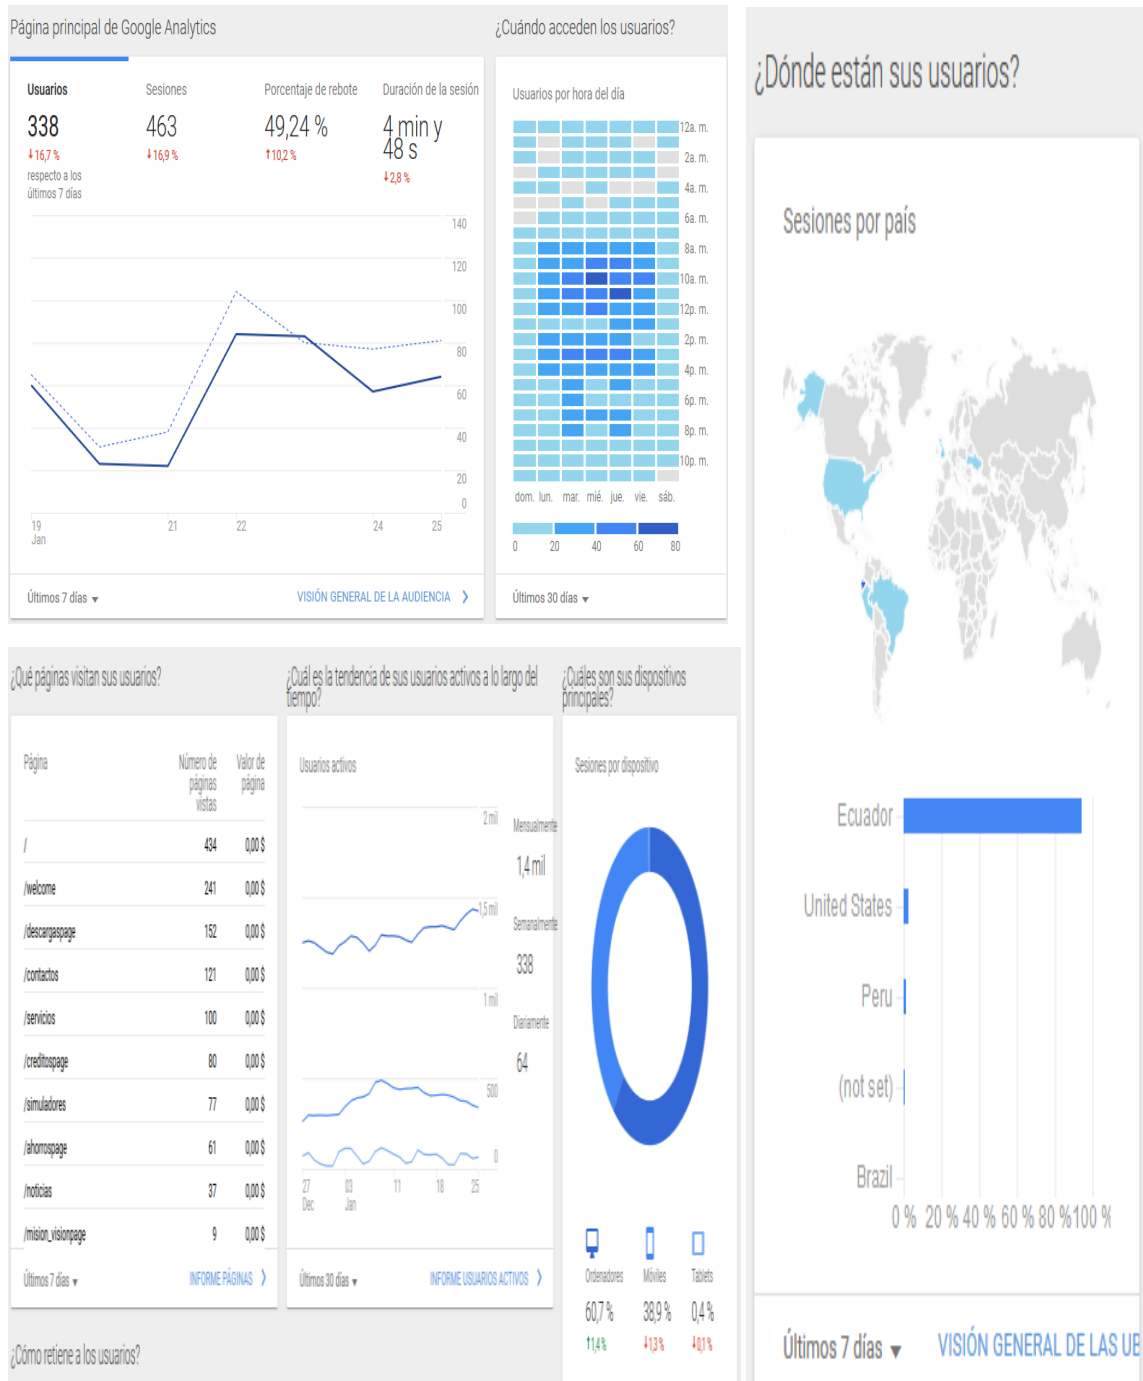 Página principal de Google Analytics
Usuarios
338
↓16,7 %
respecto a los
últimos 7 días
Sesiones
463
↓16,9 %
Porcentaje de rebote
49,24 %
↑10,2 %
Duración de la sesión
4 min y
48 s
↓2,8 %
140
120
100
80
60
40
20
0
19
Jan
21
22
24
25
Últimos 7 días
VISIÓN GENERAL DE LA AUDIENCIA
¿Cuándo acceden los usuarios?
Usuarios por hora del día
12a. m.
2a. m.
4a. m.
6a. m.
8a. m.
10a. m.
12p. m.
2p. m.
4p. m.
6p. m.
8p. m.
10p. m.
dom. lun. mar. mié. jue. vie. sáb.
0 20 40 60 80
Últimos 30 días
¿Dónde están sus usuarios?
Sesiones por país
Ecuador
United States
Peru
(not set)
Brazil
0 % 20 % 40 % 60 % 80 % 100 %
Últimos 7 días
VISIÓN GENERAL DE LAS UB
¿Qué páginas visitan sus usuarios?
Página
Número de
páginas
vistas
Valor de
página
/ 434 0,00 $
/welcome 241 0,00 $
/descargaspage 152 0,00 $
/contactos 121 0,00 $
/servicios 100 0,00 $
/creditospage 80 0,00 $
/simuladores 77 0,00 $
/ahorrospage 61 0,00 $
/noticias 37 0,00 $
/mision_visionpage 9 0,00 $
Últimos 7 días
INFORME PÁGINAS
¿Cuál es la tendencia de sus usuarios activos a lo largo del
tiempo?
Usuarios activos
2 mil
1,5 mil
1 mil
500
0
Mensualmente
1,4 mil
Semanalmente
338
Diariamente
64
27
Dec
03
Jan
11
18
25
Últimos 30 días
INFORME USUARIOS ACTIVOS
¿Cuáles son sus dispositivos
principales?
Sesiones por dispositivo
Ordenadores
60,7 %
↑1,4%
Móviles
38,9 %
↓1,3%
Tablets
0,4 %
↓0,1%
¿Cómo retiene a los usuarios?